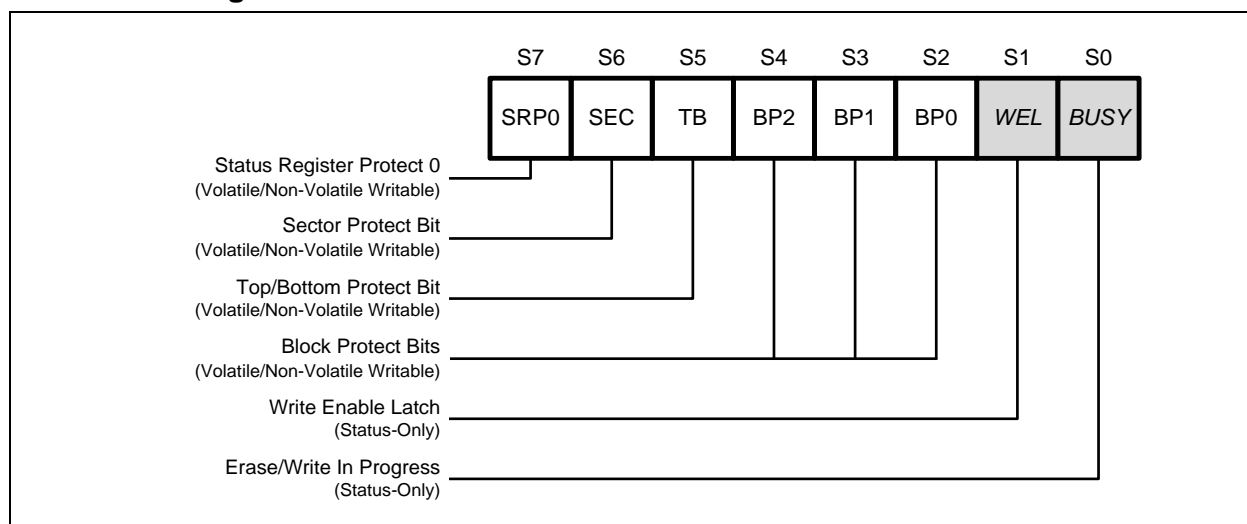 S7 S6 S5 S4 S3 S2 S1 S0
SRP0 SEC TB BP2 BP1 BP0 WEL BUSY
Status Register Protect 0
(Volatile/Non-Volatile Writable)
Sector Protect Bit
(Volatile/Non-Volatile Writable)
Top/Bottom Protect Bit
(Volatile/Non-Volatile Writable)
Block Protect Bits
(Volatile/Non-Volatile Writable)
Write Enable Latch
(Status-Only)
Erase/Write In Progress
(Status-Only)